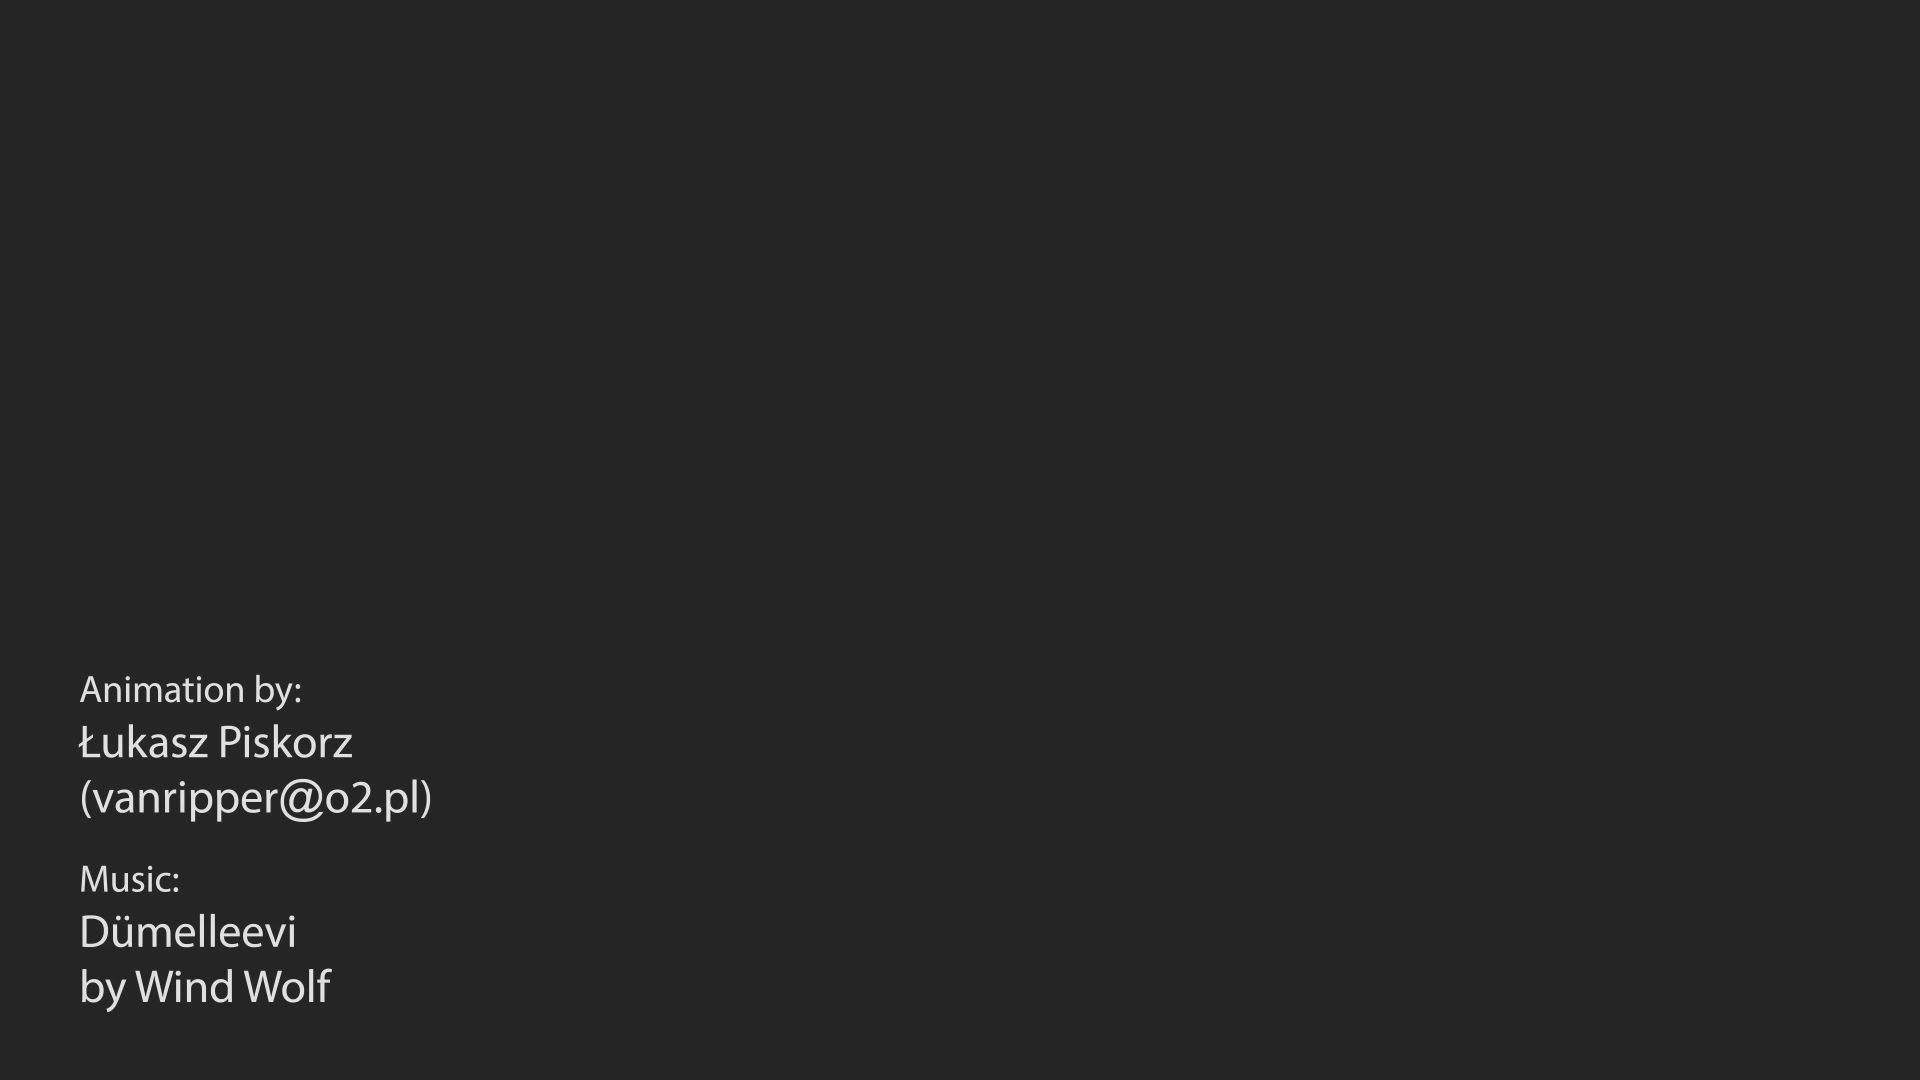 Animation by:
Łukasz Piskorz
(vanripper@o2.pl)
Music:
Dümelleevi
by Wind Wolf